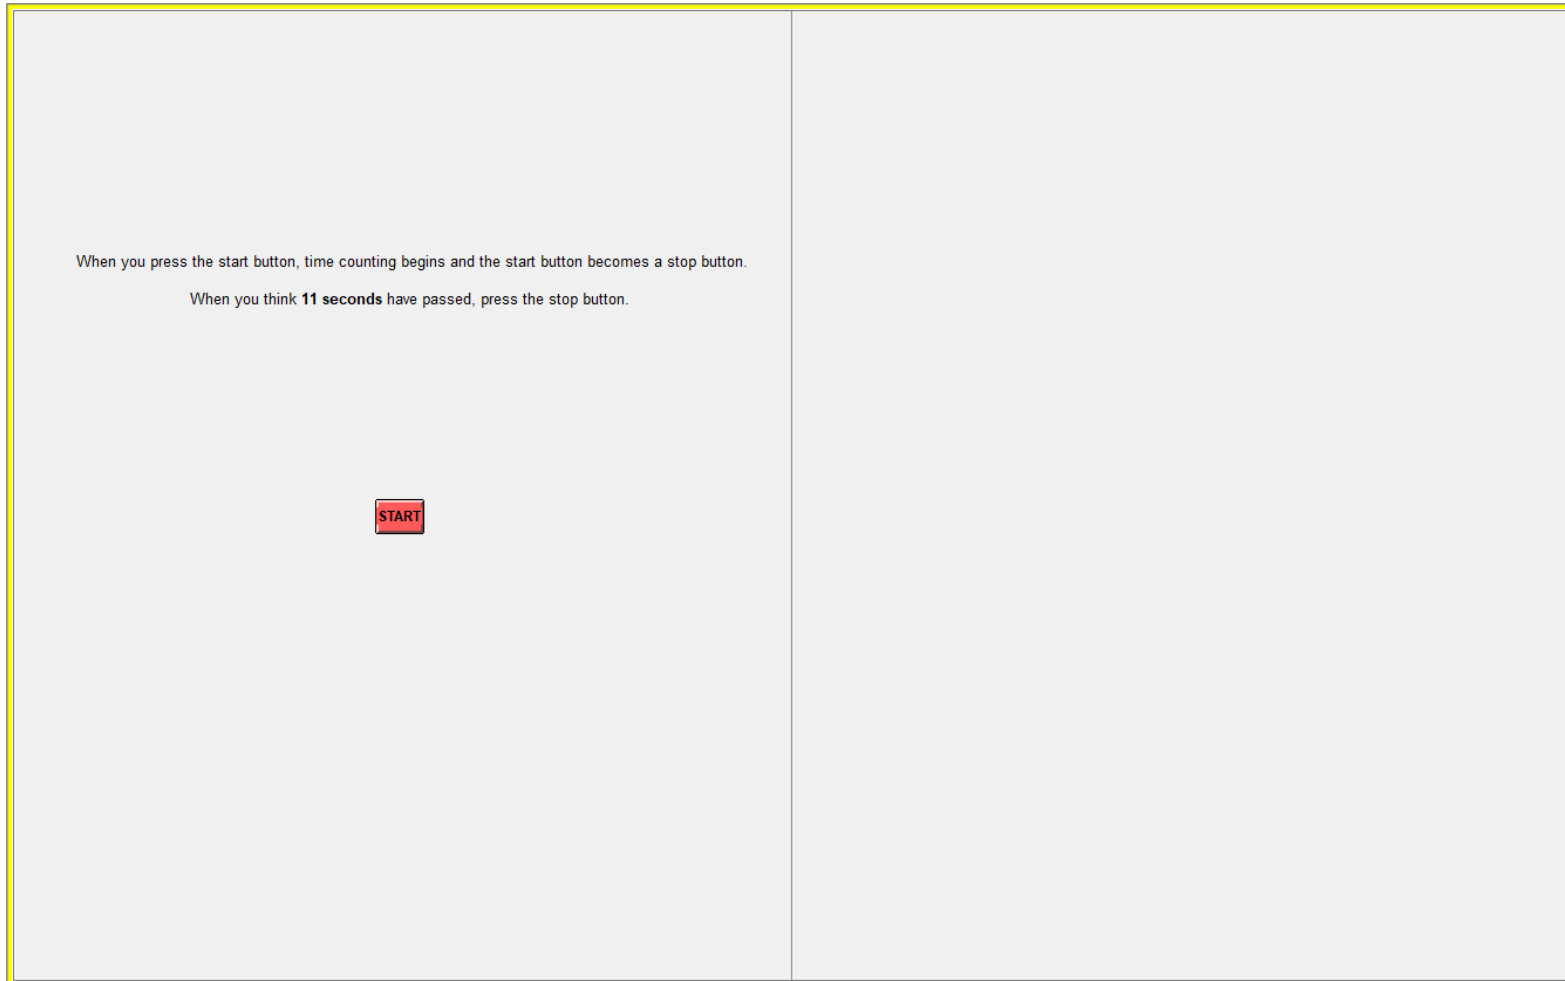 When you press the start button, time counting begins and the start button becomes a stop button.
When you think 11 seconds have passed, press the stop button.
START